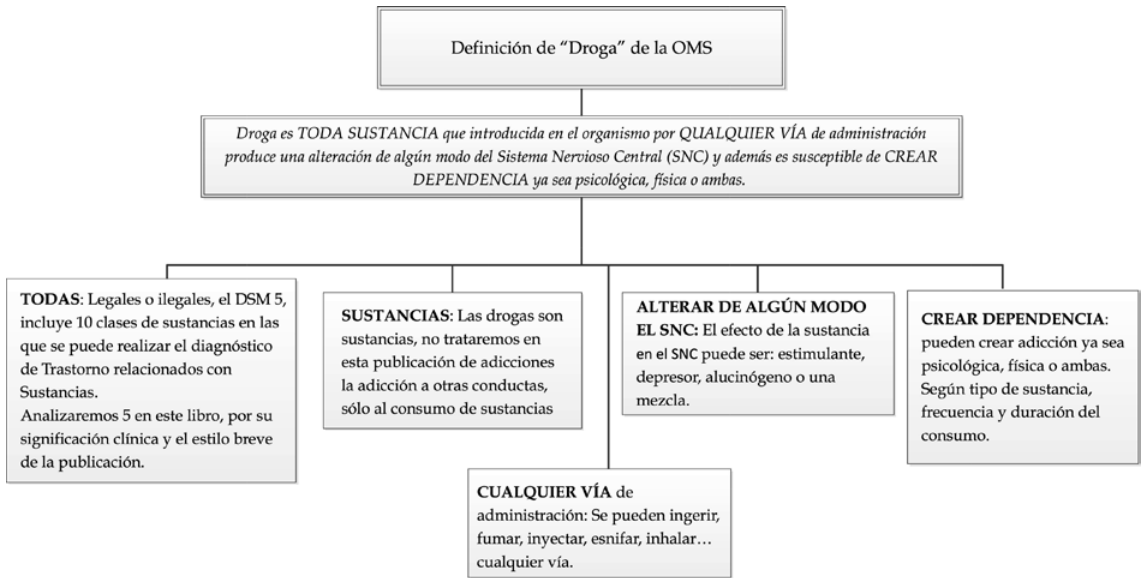 Definición de “Droga” de la OMS
Droga es TODA SUSTANCIA que introducida en el organismo por QUALQUIER VÍA de administración
produce una alteración de algún modo del Sistema Nervioso Central (SNC) y además es susceptible de CREAR
DEPENDENCIA ya sea psicológica, física o ambas.
TODAS: Legales o ilegales, el DSM 5,
incluye 10 clases de sustancias en las
que se puede realizar el diagnóstico
de Trastorno relacionados con
Sustancias.
Analizaremos 5 en este libro, por su
significación clínica y el estilo breve
de la publicación.
SUSTANCIAS: Las drogas son
sustancias, no trataremos en
esta publicación de adicciones
la adicción a otras conductas,
sólo al consumo de sustancias
CUALQUIER VÍA de
administración: Se pueden ingerir,
fumar, inyectar, esnifar, inhalar…
cualquier vía.
ALTERAR DE ALGÚN MODO
EL SNC: El efecto de la sustancia
en el SNC puede ser: estimulante,
depresor, alucinógeno o una
mezcla.
CREAR DEPENDENCIA:
pueden crear adicción ya sea
psicológica, física o ambas.
Según tipo de sustancia,
frecuencia y duración del
consumo.